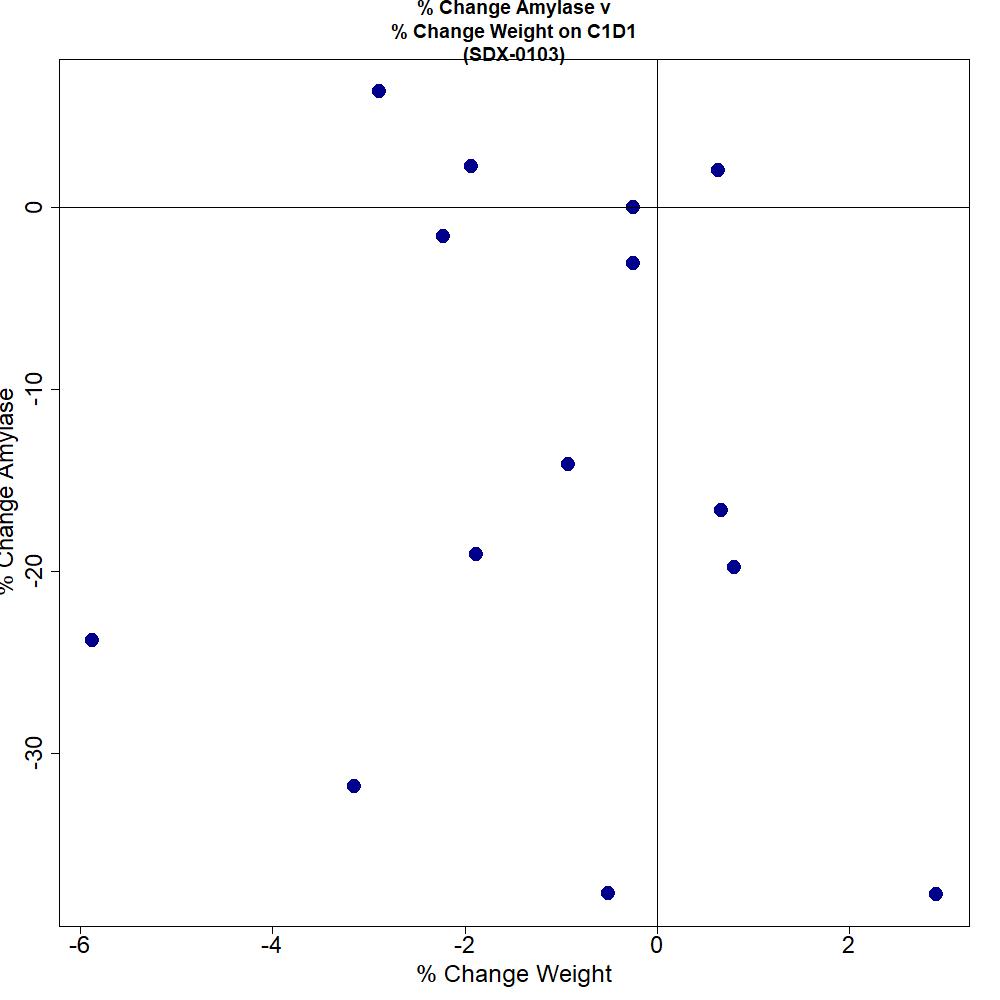 % Change Amylase v
% Change Weight on C1D1
(SDX-0103)
% Change Amylase
0
-10
-20
-30
-6
-4
-2
0
2
% Change Weight